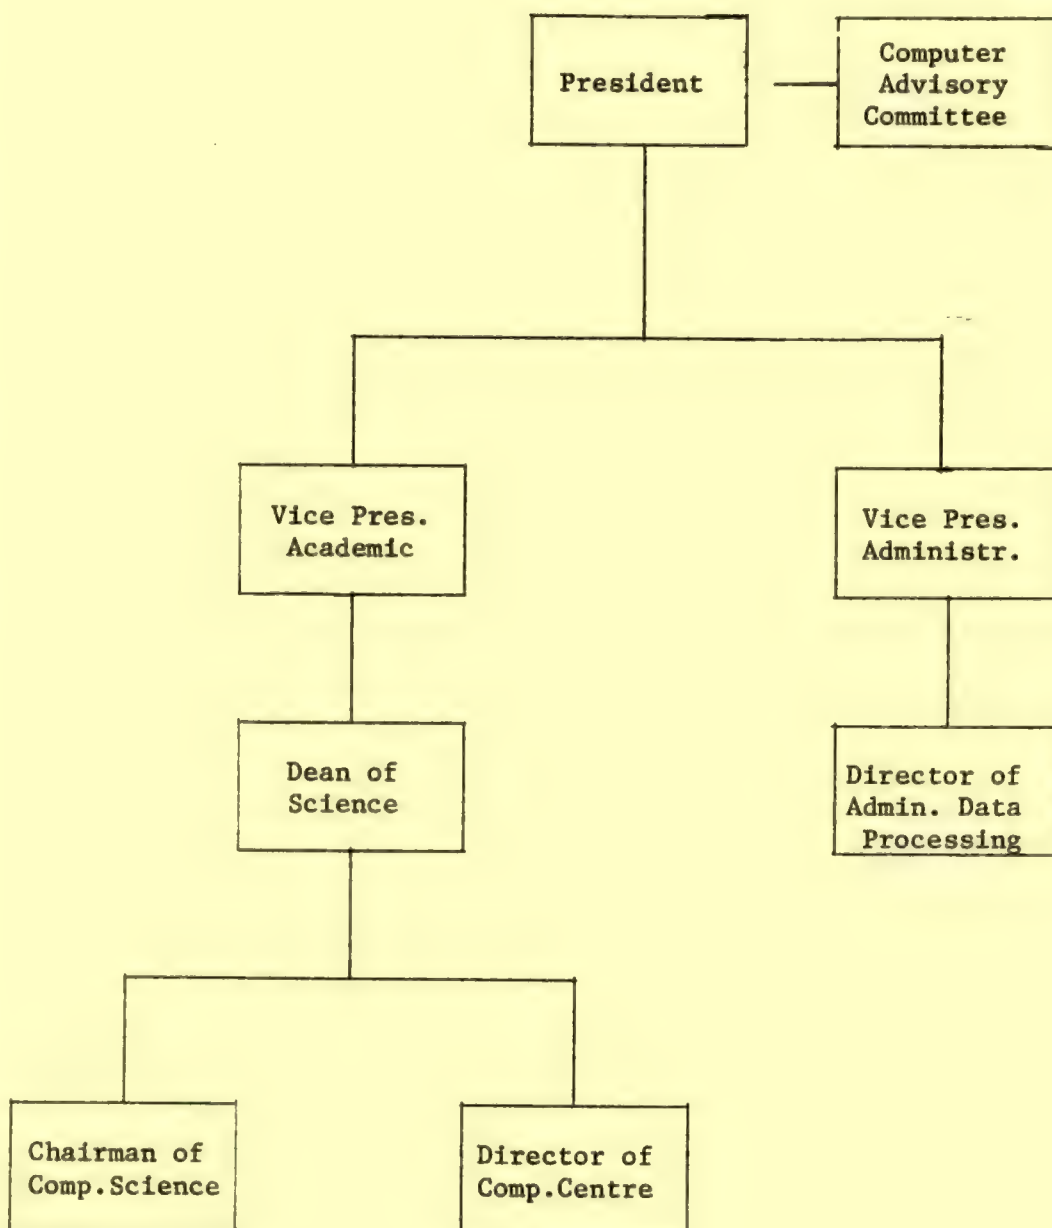 President
Computer
Advisory
Committee
Vice Pres.
Academic
Vice Pres.
Administr.
Dean of
Science
Director of
Admin. Data
Processing
Chairman of
Comp.Science
Director of
Comp.Centre